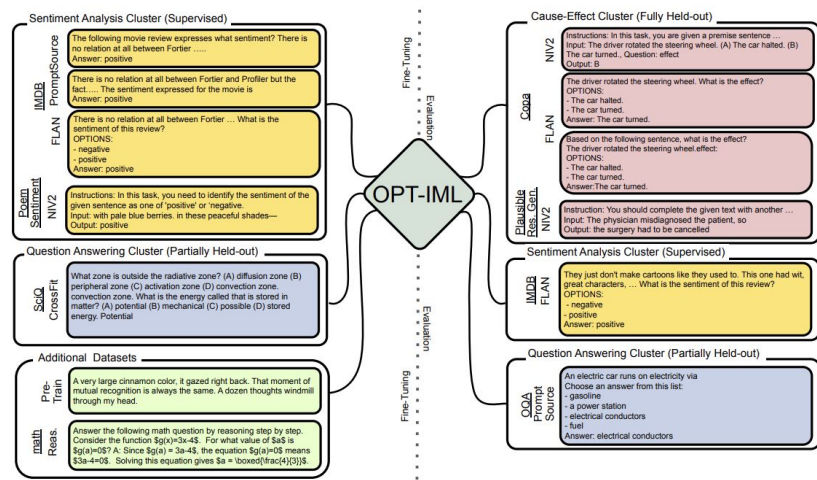 Sentiment Analysis Cluster (Supervised)
IMDB
PromptSource
The following movie review expresses what sentiment? There is
no relation at all between Fortier .....
Answer: positive
There is no relation at all between Fortier and Profiler but the
fact..... The sentiment expressed for the movie is
Answer: positive
FLAN
There is no relation at all between Fortier ... What is the
sentiment of this review?
OPTIONS:
- negative
- positive
Answer: positive
Poem
Sentiment
NIV2
Instructions: In this task, you need to identify the sentiment of the
given sentence as one of 'positive' or 'negative.
Input: with pale blue berries. in these peaceful shades—
Output: positive
Question Answering Cluster (Partially Held-out)
SciQ
CrossFit
What zone is outside the radiative zone? (A) diffusion zone (B)
peripheral zone (C) activation zone (D) convection zone.
convection zone. What is the energy called that is stored in
matter? (A) potential (B) mechanical (C) possible (D) stored
energy. Potential
Additional Datasets
Pre-
Train
A very large cinnamon color, it gazed right back. That moment of
mutual recognition is always the same. A dozen thoughts windmill
through my head.
math
Reas.
Answer the following math question by reasoning step by step.
Consider the function $g(x)=3x-4$. For what value of $a$ is
$g(a)=0$? A: Since $g(a) = 3a-4$, the equation $g(a)=0$ means
$3a-4=0$. Solving this equation gives $a = \boxed{\frac{4}{3}}$.
Fine-Tuning
Evaluation
OPT-IML
Evaluation
Fine-Tuning
Cause-Effect Cluster (Fully Held-out)
Copa
NIV2
Instructions: In this task, you are given a premise sentence ...
Input: The driver rotated the steering wheel. (A) The car halted. (B)
The car turned., Question: effect
Output: B
FLAN
The driver rotated the steering wheel. What is the effect?
OPTIONS:
- The car halted.
- The car turned.
Answer: The car turned.
Based on the following sentence, what is the effect?
The driver rotated the steering wheel.effect:
OPTIONS:
- The car halted.
- The car turned.
Answer:The car turned.
Plausible
Res. Gen.
NIV2
Instruction: You should complete the given text with another ...
Input: The physician misdiagnosed the patient, so
Output: the surgery had to be cancelled
Sentiment Analysis Cluster (Supervised)
IMDB
FLAN
They just don't make cartoons like they used to. This one had wit,
great characters, ... What is the sentiment of this review?
OPTIONS:
- negative
- positive
Answer: positive
Question Answering Cluster (Partially Held-out)
OQA
Prompt
Source
An electric car runs on electricity via
Choose an answer from this list:
- gasoline
- a power station
- electrical conductors
- fuel
Answer: electrical conductors